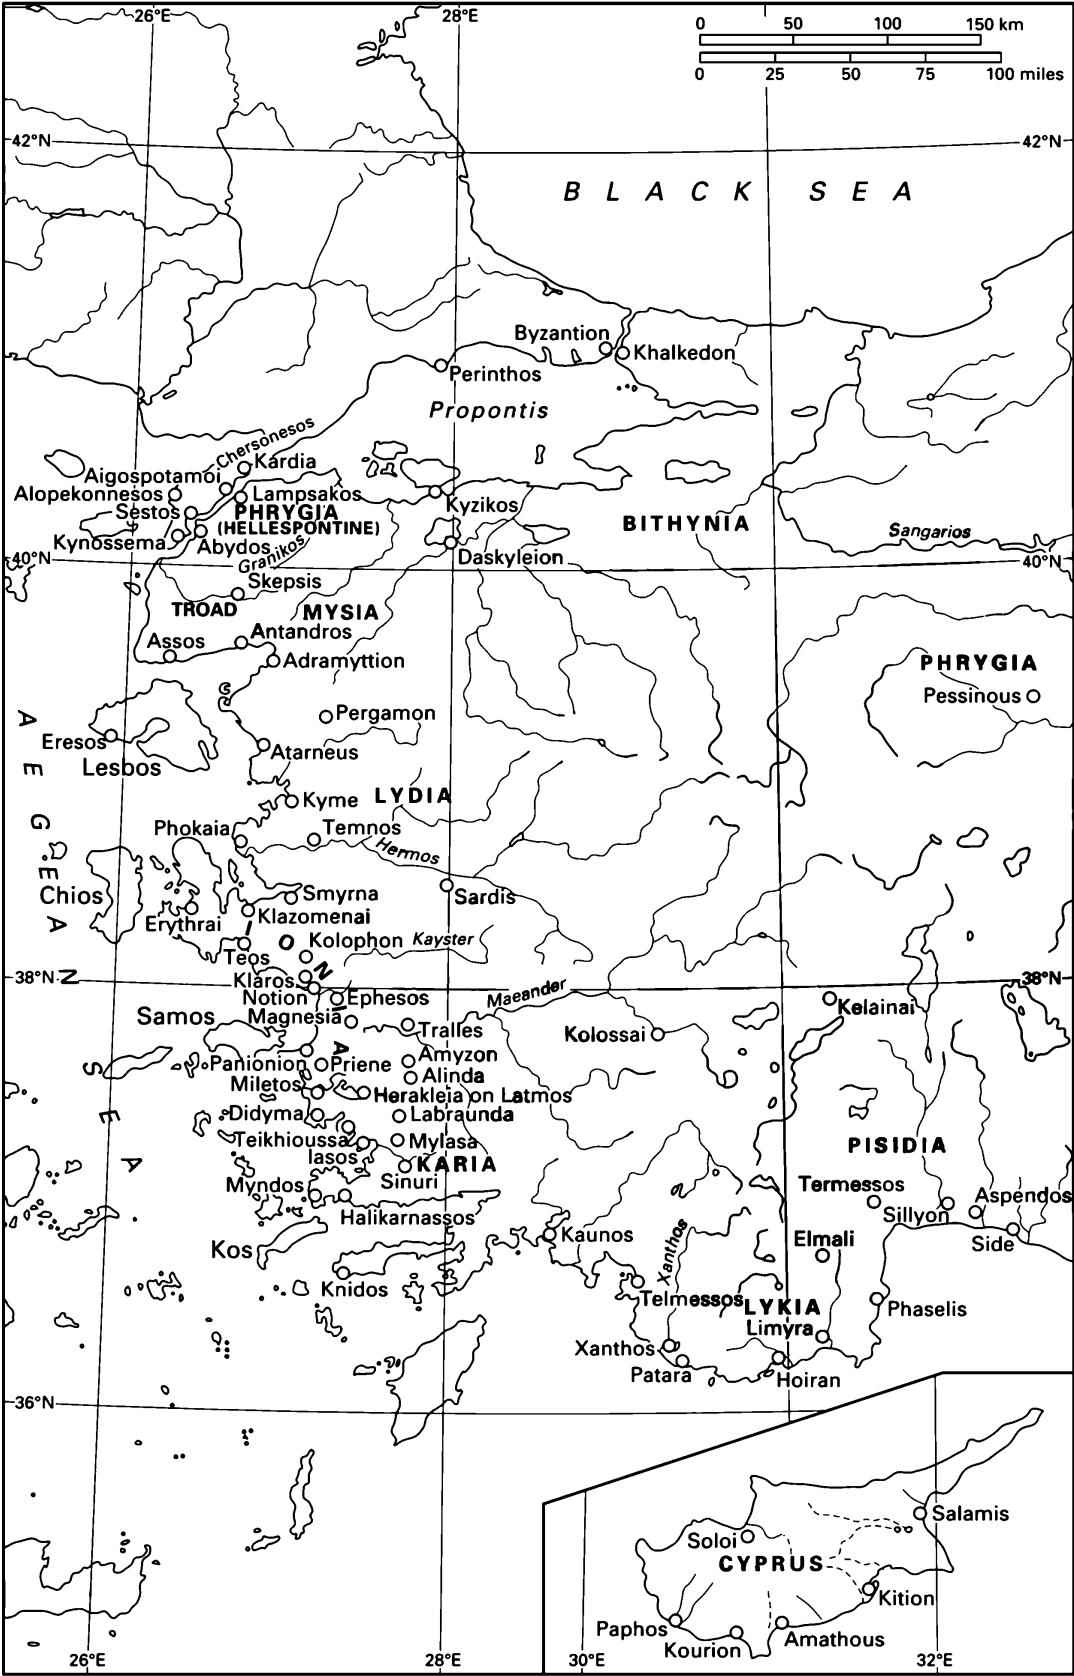 26°E
28°E
0 50 100 150 km
0 25 50 75 100 miles
42°N
42°N
BLACK SEA
Byzantion
Khalkedon
Perinthos
Propontis
Chersonesos
Kardia
Aigospotamoi
Alopekonnesos
Lampsakos
Sestos
PHRYGIA
(HELLESPONTINE)
Kyzikos
BITHYNIA
Sangarios
Kynossema
Abydos
Granikos
Daskyleion
40°N
40°N
Skepsis
TROAD
MYSIA
Antandros
Assos
Adramyttion
PHRYGIA
Pessinous
Pergamon
AEGEAN SEA
Eresos
Lesbos
Atarneus
Kyme
LYDIA
Phokaia
Temnos
Hermos
Chios
Smyrna
Sardis
Erythrai
Klazomenai
IONIA
Kolophon
Kayster
Teos
Klaros
38°N
Notion
Ephesos
Maeander
Kelainai
Samos
Magnesia
Tralles
Kolossai
Panionion
Priene
Amyzon
Alinda
Miletos
Herakleia on Latmos
Didyma
Labraunda
Teikhioussa
Mylasa
Iasos
KARIA
PISIDIA
Sinuri
Myndos
Termessos
Aspendos
Sillyon
Halikarnassos
Kos
Kaunos
Xanthos
Elmali
Side
Knidos
Telmessos
LYKIA
Phaselis
Limyra
Xanthos
Patara
Hoiran
36°N
Salamis
Soloi
CYPRUS
Kition
Paphos
Kourion
Amathous
26°E
28°E
30°E
32°E